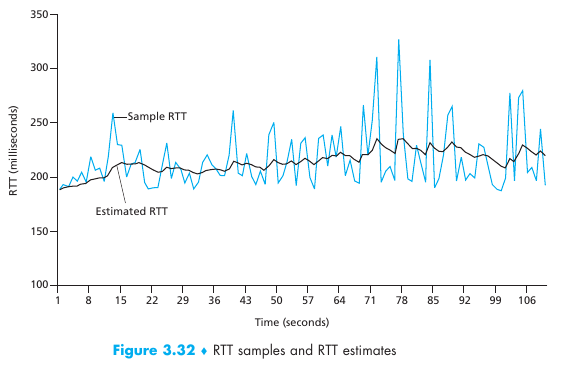 350
300
250
200
150
100
RTT (milliseconds)
Sample RTT
Estimated RTT
1 8 15 22 29 36 43 50 57 64 71 78 85 92 99 106
Time (seconds)
Figure 3.32 ♦ RTT samples and RTT estimates